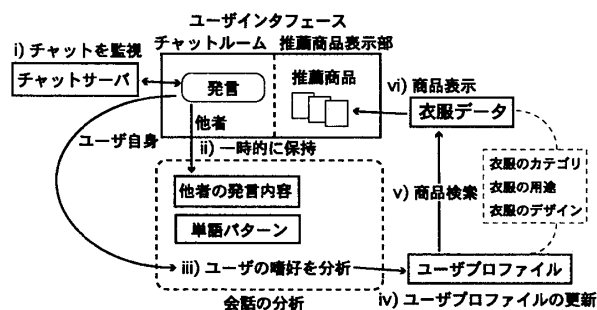 ユーザインタフェース
チャットルーム 推薦商品表示部
i) チャットを監視
チャットサーバ
発言
推薦商品
vi) 商品表示
衣服データ
他者
ユーザ自身
ii) 一時的に保持
他者の発言内容
単語パターン
衣服のカテゴリ
衣服の用途
衣服のデザイン
v) 商品検索
iii) ユーザの嗜好を分析
ユーザプロファイル
会話の分析
iv) ユーザプロファイルの更新